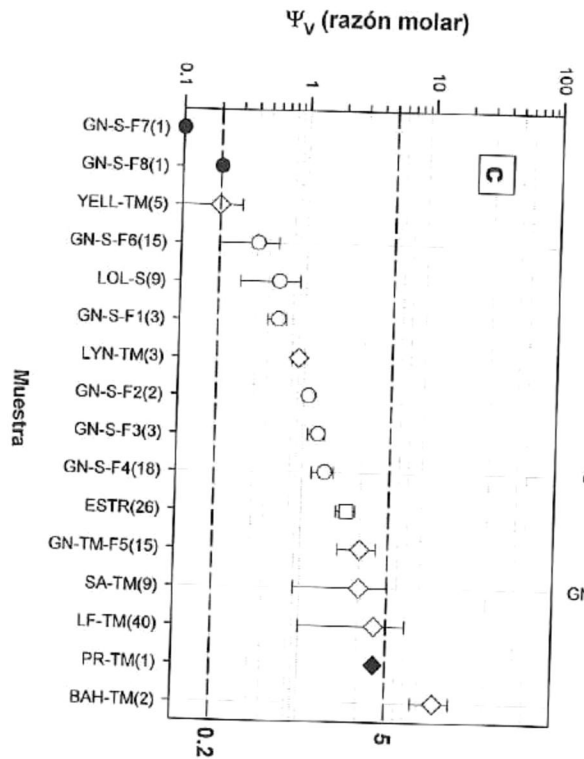 ΨV (razón molar)
0.1
1
10
100
C
GN-S-F7(1)
GN-S-F8(1)
YELL-TM(5)
GN-S-F6(15)
LOL-S(9)
GN-S-F1(3)
LYN-TM(3)
GN-S-F2(2)
GN-S-F3(3)
GN-S-F4(18)
ESTR(26)
GN-TM-F5(15)
SA-TM(9)
LF-TM(40)
PR-TM(1)
BAH-TM(2)
Muestra
0.2
5
GN